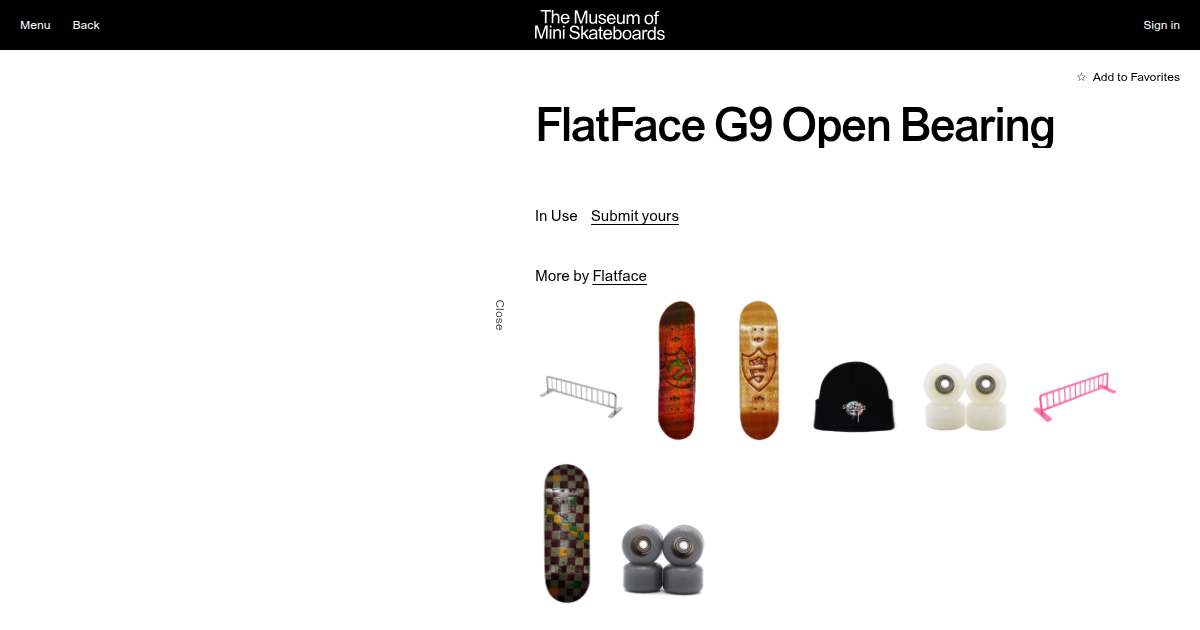 Menu
Back
The Museum of
Mini Skateboards
Sign in
☆ Add to Favorites
FlatFace G9 Open Bearing
In Use
Submit yours
More by Flatface
Close